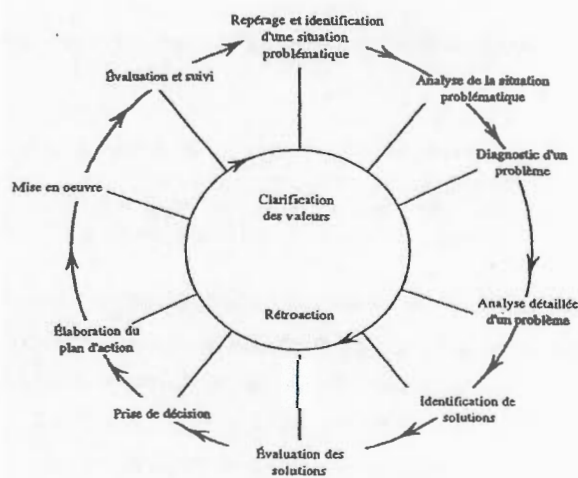 Repérage et identification
d'une situation
problématique
Analyse de la situation
problématique
Diagnostic d'un
problème
Analyse détaillée
d'un problème
Identification de
solutions
Évaluation des
solutions
Prise de décision
Élaboration du
plan d'action
Mise en oeuvre
Évaluation et suivi
Clarification
des valeurs
Rétroaction